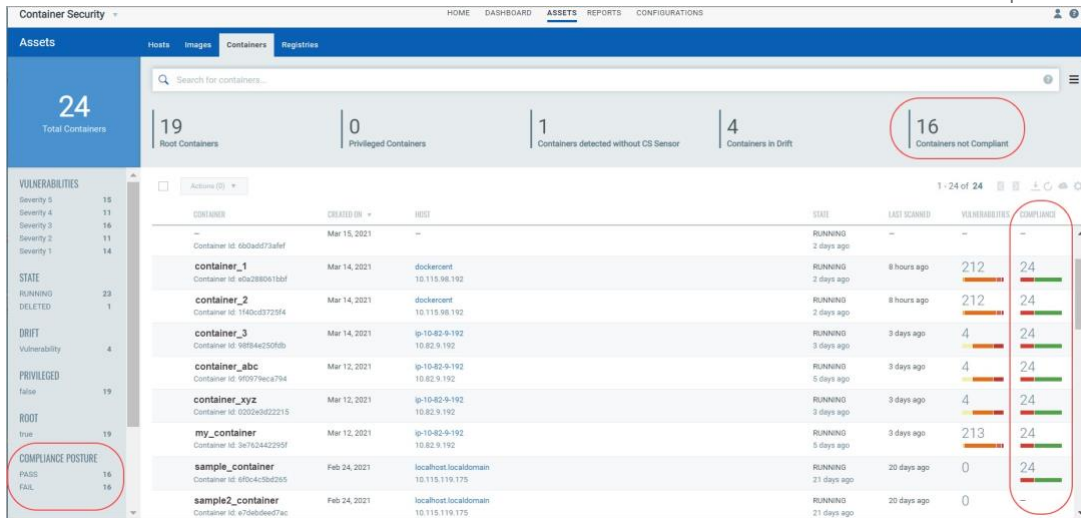 Container Security
HOME DASHBOARD ASSETS REPORTS CONFIGURATIONS
Assets
Hosts Images Containers Registries
Search for containers...
24
Total Containers
19
Root Containers
0
Privileged Containers
1
Containers detected without CS Sensor
4
Containers in Drift
16
Containers not Compliant
VULNERABILITIES
Severity 5 15
Severity 4 11
Severity 3 16
Severity 2 11
Severity 1 14
STATE
RUNNING 23
DELETED 1
DRIFT
Vulnerability 4
PRIVILEGED
false 19
ROOT
true 19
COMPLIANCE POSTURE
PASS 16
FAIL 16
Actions (0)
1 - 24 of 24
CONTAINER CREATED ON HOST STATE LAST SCANNED VULNERABILITIES COMPLIANCE
– Mar 15, 2021 – RUNNING – – –
Container Id: 6b0add73afef 2 days ago
container_1 Mar 14, 2021 dockercent RUNNING 8 hours ago 212 24
Container Id: e0a288061bbf 10.115.98.192 2 days ago
container_2 Mar 14, 2021 dockercent RUNNING 8 hours ago 212 24
Container Id: 1f40cd3725f4 10.115.98.192 2 days ago
container_3 Mar 14, 2021 ip-10-82-9-192 RUNNING 3 days ago 4 24
Container Id: 98f84e250fdb 10.82.9.192 3 days ago
container_abc Mar 12, 2021 ip-10-82-9-192 RUNNING 3 days ago 4 24
Container Id: 9f0979eca794 10.82.9.192 5 days ago
container_xyz Mar 12, 2021 ip-10-82-9-192 RUNNING 3 days ago 4 24
Container Id: 0202e3d22215 10.82.9.192 3 days ago
my_container Mar 12, 2021 ip-10-82-9-192 RUNNING 3 days ago 213 24
Container Id: 3e762442295f 10.82.9.192 5 days ago
sample_container Feb 24, 2021 localhost.localdomain RUNNING 20 days ago 0 24
Container Id: 6f0c4c5bd265 10.115.119.175 21 days ago
sample2_container Feb 24, 2021 localhost.localdomain RUNNING 20 days ago 0 –
Container Id: e7debdeed7ac 10.115.119.175 21 days ago